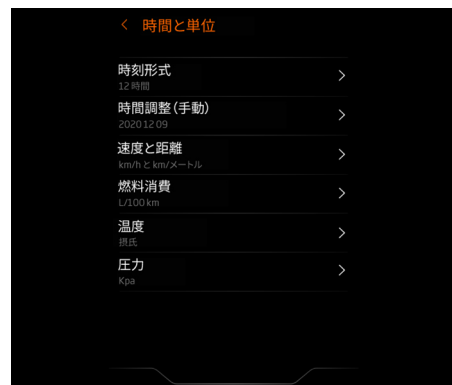 時間と単位
時刻形式
12 時間
時間調整(手動)
2020 12 09
速度と距離
km/h と km/メートル
燃料消費
L/100 km
温度
摂氏
圧力
Kpa